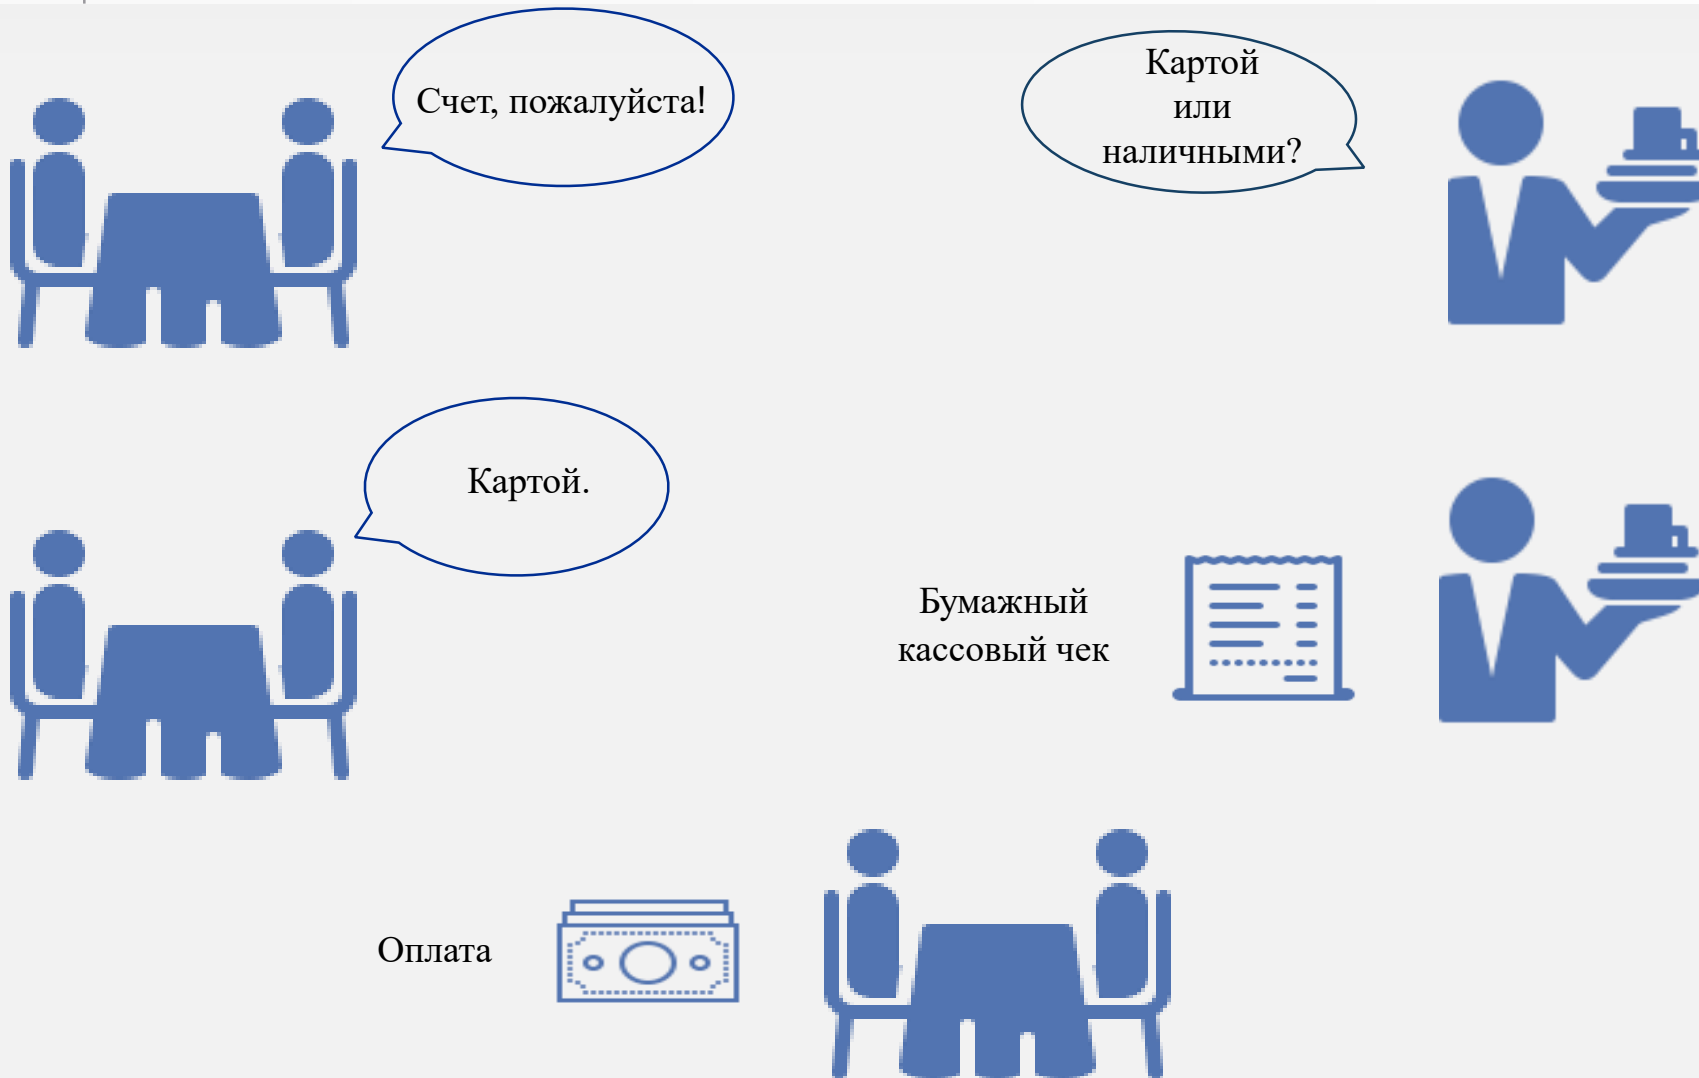 Счет, пожалуйста!
Картой
или
наличными?
Картой.
Бумажный
кассовый чек
Оплата